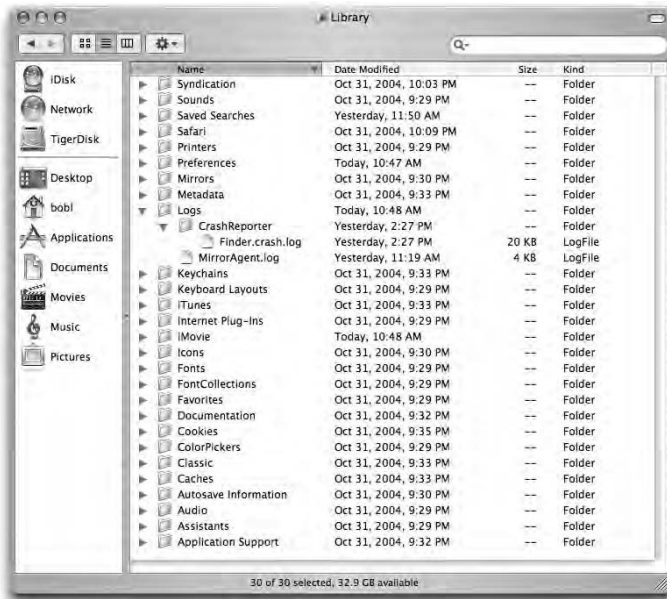 Library
Q-
iDisk
Network
TigerDisk
Desktop
bobl
Applications
Documents
Movies
Music
Pictures
Name Date Modified Size Kind
Syndication Oct 31, 2004, 10:03 PM -- Folder
Sounds Oct 31, 2004, 9:29 PM -- Folder
Saved Searches Yesterday, 11:50 AM -- Folder
Safari Oct 31, 2004, 10:09 PM -- Folder
Printers Oct 31, 2004, 9:29 PM -- Folder
Preferences Today, 10:47 AM -- Folder
Mirrors Oct 31, 2004, 9:30 PM -- Folder
Metadata Oct 31, 2004, 9:33 PM -- Folder
Logs Today, 10:48 AM -- Folder
CrashReporter Yesterday, 2:27 PM -- Folder
Finder.crash.log Yesterday, 2:27 PM 20 KB LogFile
MirrorAgent.log Yesterday, 11:19 AM 4 KB LogFile
Keychains Oct 31, 2004, 9:33 PM -- Folder
Keyboard Layouts Oct 31, 2004, 9:29 PM -- Folder
iTunes Oct 31, 2004, 9:33 PM -- Folder
Internet Plug-Ins Oct 31, 2004, 9:29 PM -- Folder
iMovie Today, 10:48 AM -- Folder
Icons Oct 31, 2004, 9:30 PM -- Folder
Fonts Oct 31, 2004, 9:29 PM -- Folder
FontCollections Oct 31, 2004, 9:29 PM -- Folder
Favorites Oct 31, 2004, 9:29 PM -- Folder
Documentation Oct 31, 2004, 9:32 PM -- Folder
Cookies Oct 31, 2004, 9:35 PM -- Folder
ColorPickers Oct 31, 2004, 9:29 PM -- Folder
Classic Oct 31, 2004, 9:33 PM -- Folder
Caches Oct 31, 2004, 9:33 PM -- Folder
Autosave Information Oct 31, 2004, 9:30 PM -- Folder
Audio Oct 31, 2004, 9:29 PM -- Folder
Assistants Oct 31, 2004, 9:29 PM -- Folder
Application Support Oct 31, 2004, 9:32 PM -- Folder
30 of 30 selected, 32.9 GB available